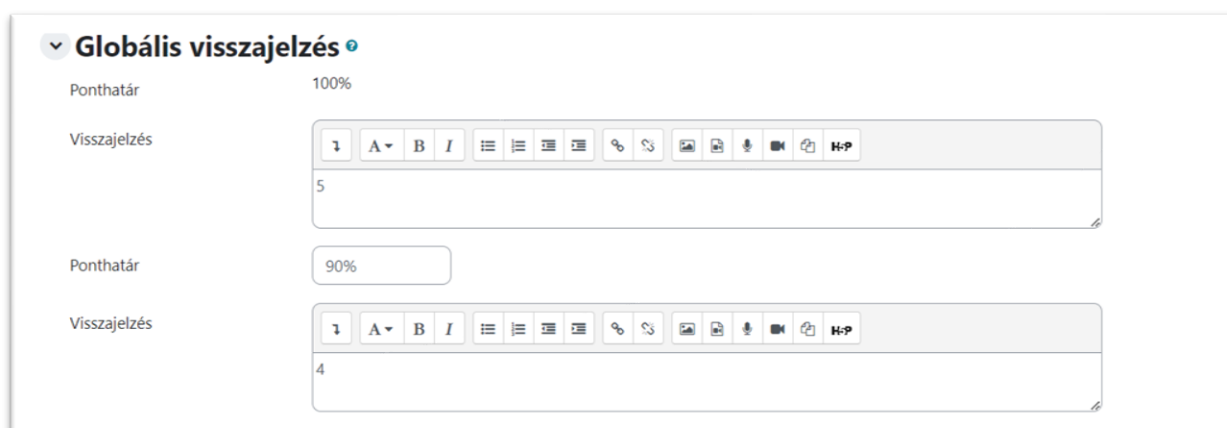 Globális visszajelzés
Ponthatár 100%
Visszajelzés
A B I H-P
5
Ponthatár 90%
Visszajelzés
A B I H-P
4